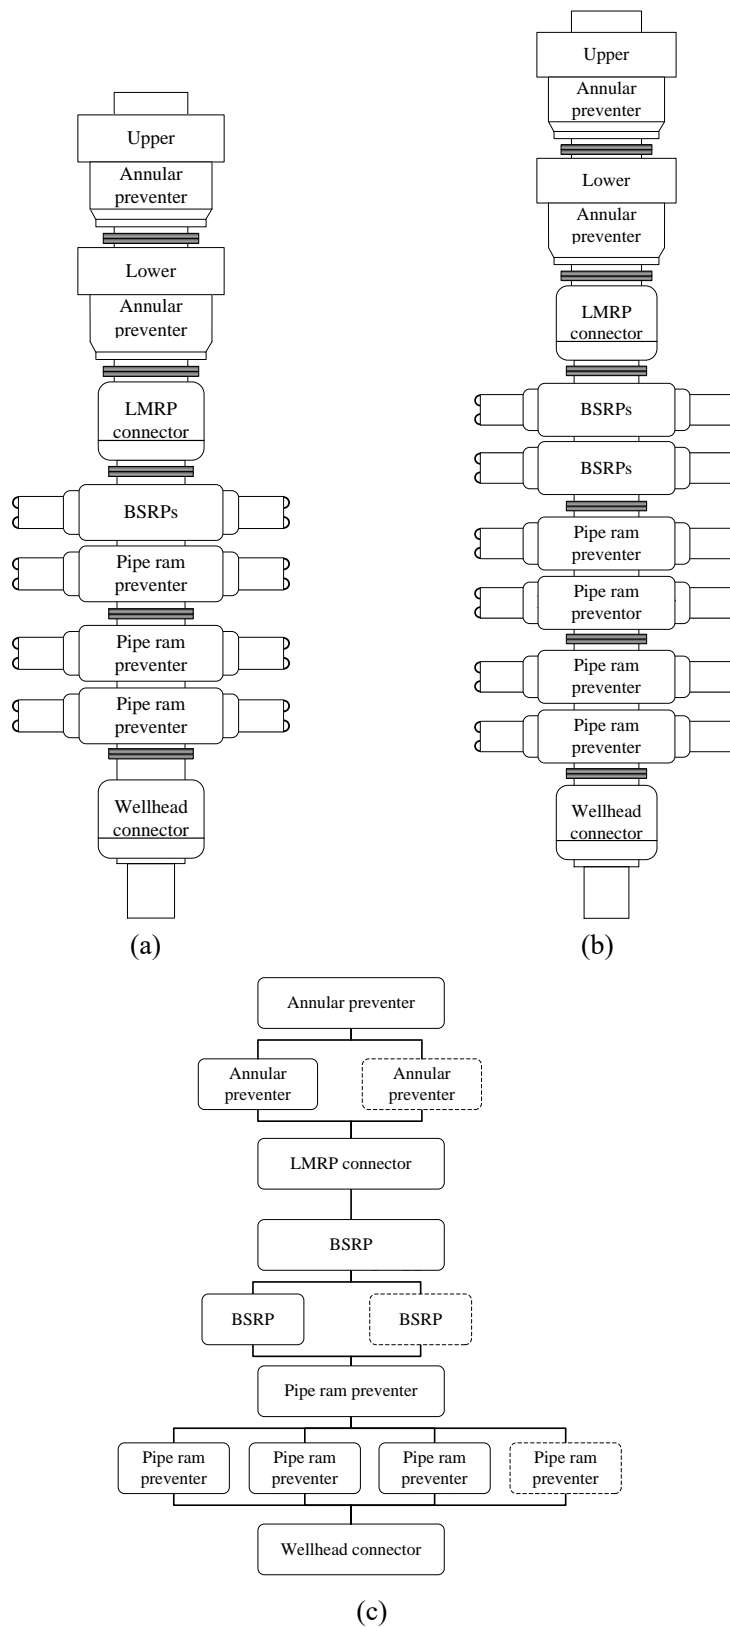 Upper
Annular
preventer
Lower
Annular
preventer
LMRP
connector
BSRPs
Pipe ram
preventer
Pipe ram
preventer
Pipe ram
preventer
Wellhead
connector
(a)
Upper
Annular
preventer
Lower
Annular
preventer
LMRP
connector
BSRPs
BSRPs
Pipe ram
preventer
Pipe ram
preventor
Pipe ram
preventer
Pipe ram
preventer
Wellhead
connector
(b)
Annular preventer
Annular
preventer
Annular
preventer
LMRP connector
BSRP
BSRP
BSRP
Pipe ram preventer
Pipe ram
preventer
Pipe ram
preventer
Pipe ram
preventer
Pipe ram
preventer
Wellhead connector
(c)